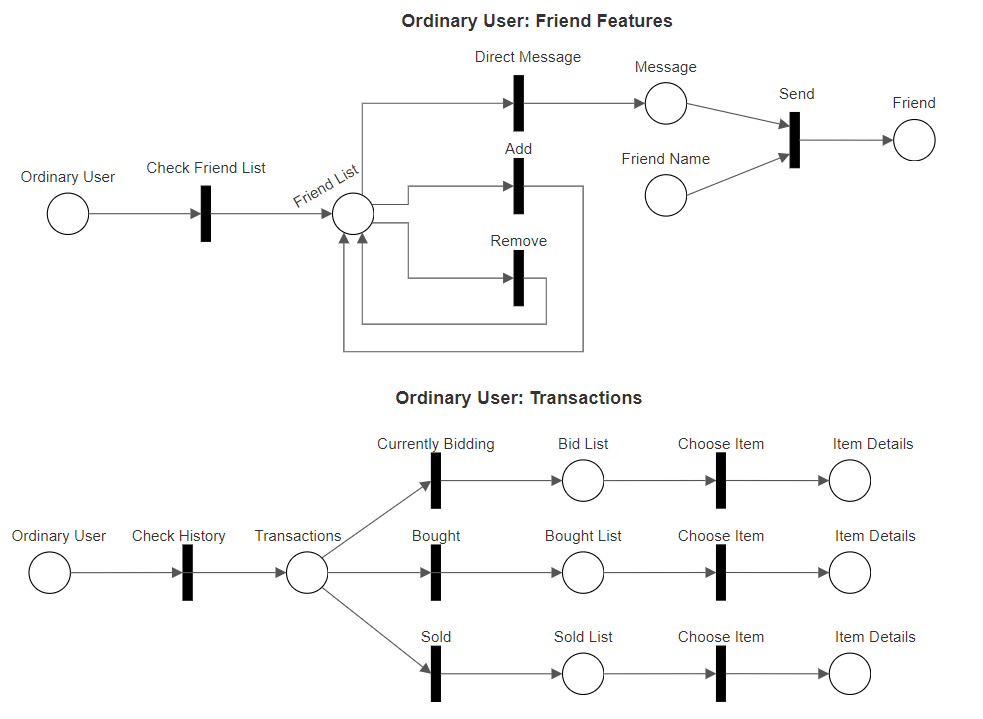 Ordinary User: Friend Features
Direct Message
Message
Send
Friend
Add
Friend Name
Check Friend List
Ordinary User
Friend List
Remove
Ordinary User: Transactions
Currently Bidding
Bid List
Choose Item
Item Details
Ordinary User
Check History
Transactions
Bought
Bought List
Choose Item
Item Details
Sold
Sold List
Choose Item
Item Details